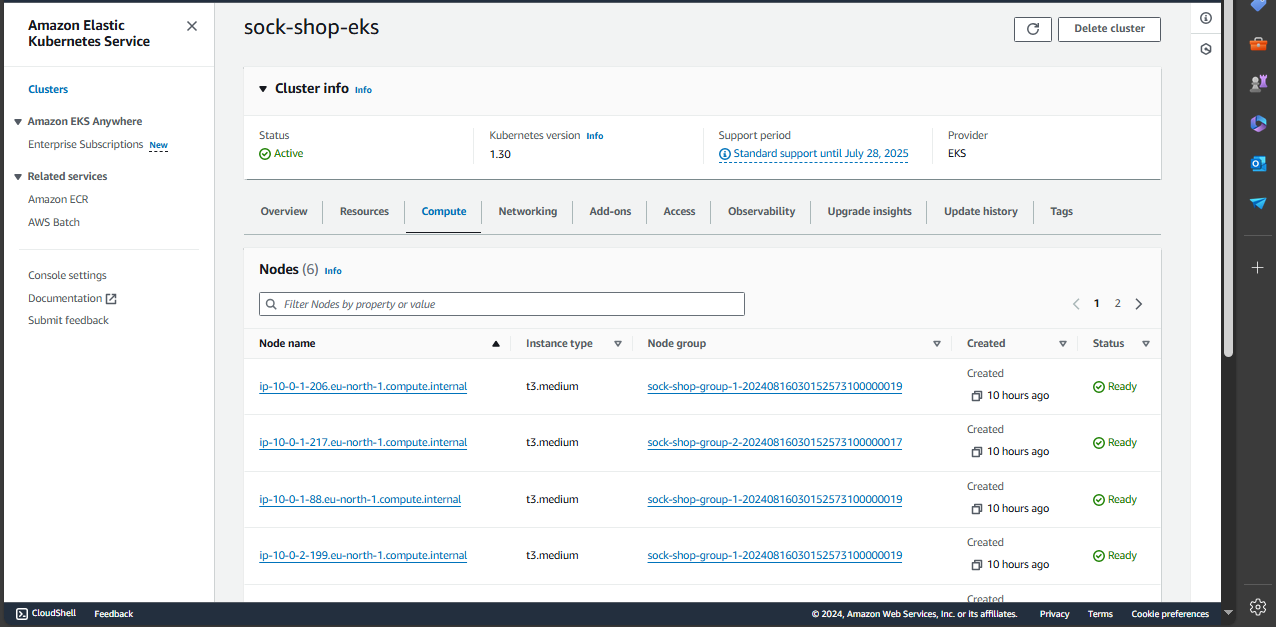 Amazon Elastic
Kubernetes Service
Clusters
Amazon EKS Anywhere
Enterprise Subscriptions New
Related services
Amazon ECR
AWS Batch
Console settings
Documentation
Submit feedback
sock-shop-eks
Delete cluster
Cluster info Info
Status
Active
Kubernetes version Info
1.30
Support period
Standard support until July 28, 2025
Provider
EKS
Overview Resources Compute Networking Add-ons Access Observability Upgrade insights Update history Tags
Nodes (6) Info
Filter Nodes by property or value
1 2
Node name Instance type Node group Created Status
ip-10-0-1-206.eu-north-1.compute.internal t3.medium sock-shop-group-1-20240816030152573100000019 Created 10 hours ago Ready
ip-10-0-1-217.eu-north-1.compute.internal t3.medium sock-shop-group-2-20240816030152573100000017 Created 10 hours ago Ready
ip-10-0-1-88.eu-north-1.compute.internal t3.medium sock-shop-group-1-20240816030152573100000019 Created 10 hours ago Ready
ip-10-0-2-199.eu-north-1.compute.internal t3.medium sock-shop-group-1-20240816030152573100000019 Created 10 hours ago Ready
Created
CloudShell Feedback © 2024, Amazon Web Services, Inc. or its affiliates. Privacy Terms Cookie preferences